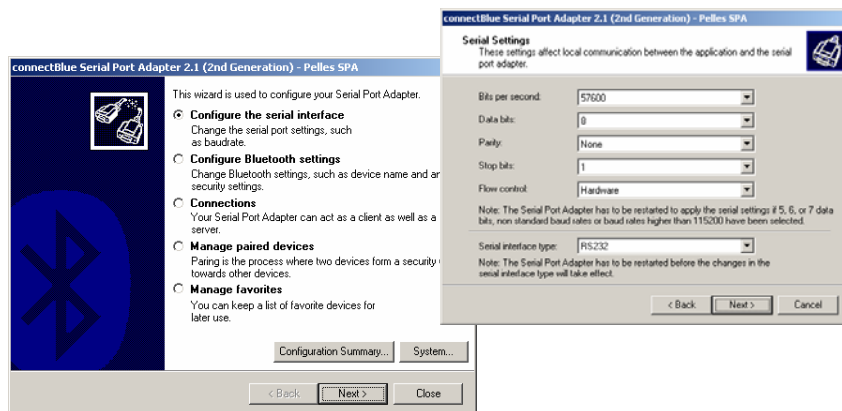 connectBlue Serial Port Adapter 2.1 (2nd Generation) - Pelles SPA
This wizard is used to configure your Serial Port Adapter.
Configure the serial interface
Change the serial port settings, such
as baudrate.
Configure Bluetooth settings
Change Bluetooth settings, such as device name and
security settings.
Connections
Your Serial Port Adapter can act as a client as well as a
server.
Manage paired devices
Paring is the process where two devices form a security
towards other devices.
Manage favorites
You can keep a list of favorite devices for
later use.
Configuration Summary...
System...
< Back
Next >
Close
connectBlue Serial Port Adapter 2.1 (2nd Generation) - Pelles SPA
Serial Settings
These settings affect local communication between the application and the serial
port adapter.
Bits per second: 57600
Data bits: 8
Parity: None
Stop bits: 1
Flow control: Hardware
Note: The Serial Port Adapter has to be restarted to apply the serial settings if 5, 6, or 7 data
bits, non standard baud rates or baud rates higher than 115200 have been selected.
Serial interface type: RS232
Note: The Serial Port Adapter has to be restarted before the changes in the
serial interface type will take effect.
< Back
Next >
Cancel